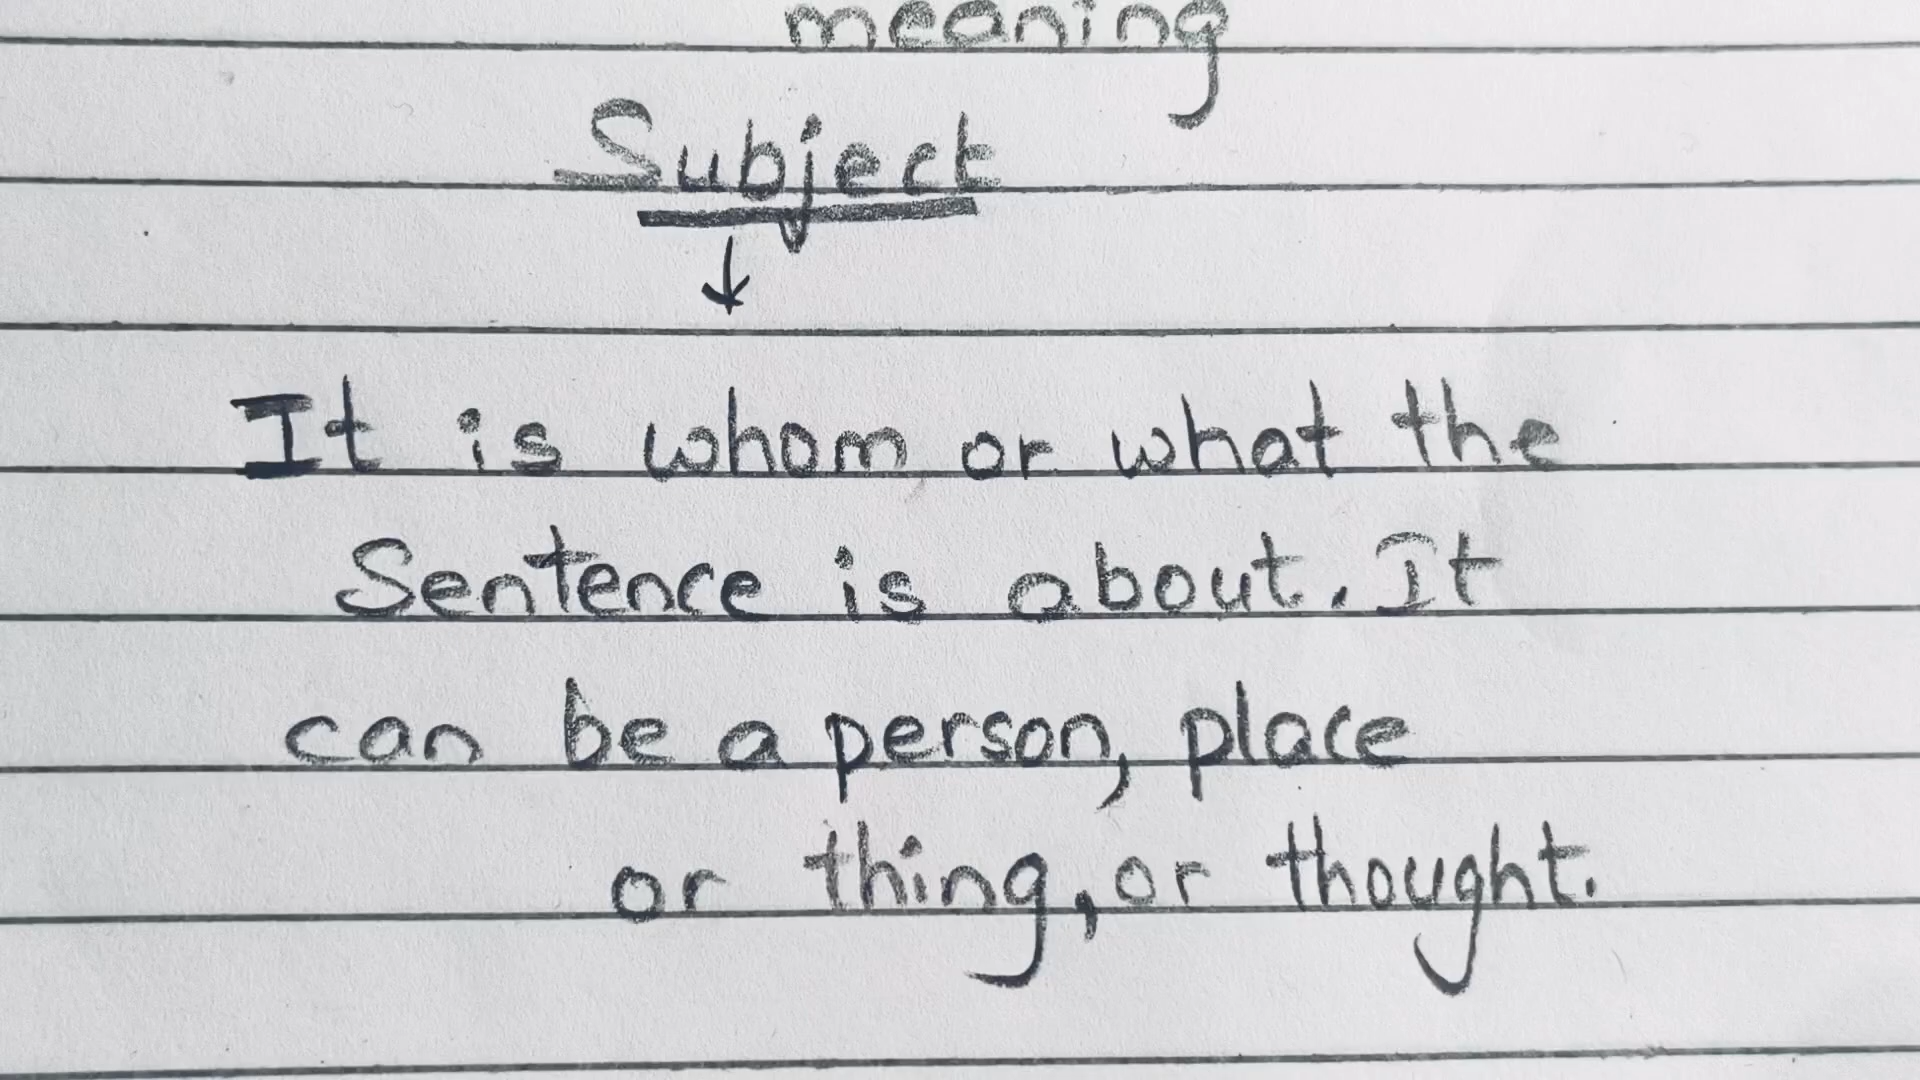 meaning
Subject
↓
It is whom or what the
Sentence is about. It
can be a person, place
or thing, or thought.